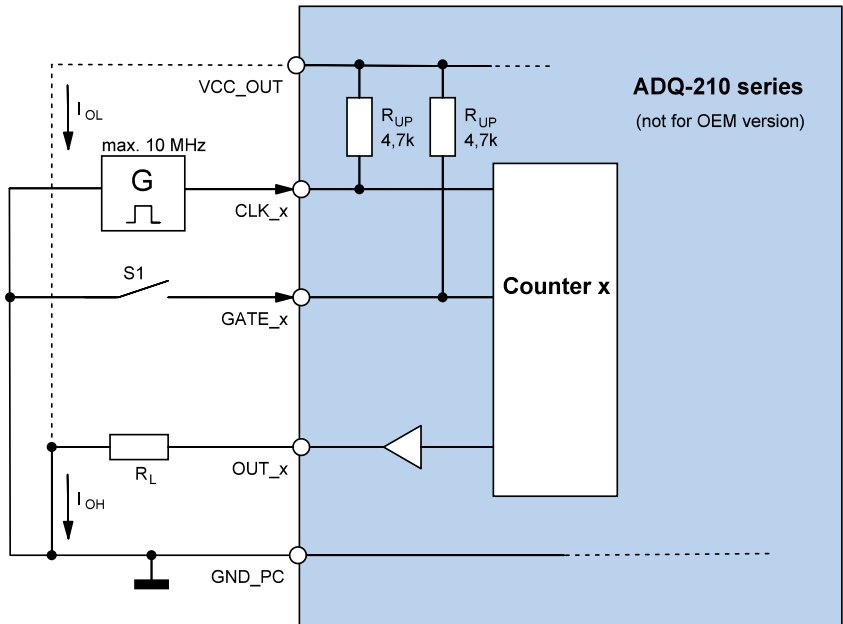 VCC_OUT
ADQ-210 series
(not for OEM version)
I OL
R UP
4,7k
R UP
4,7k
max. 10 MHz
G
CLK_x
S1
GATE_x
Counter x
R L
OUT_x
I OH
GND_PC